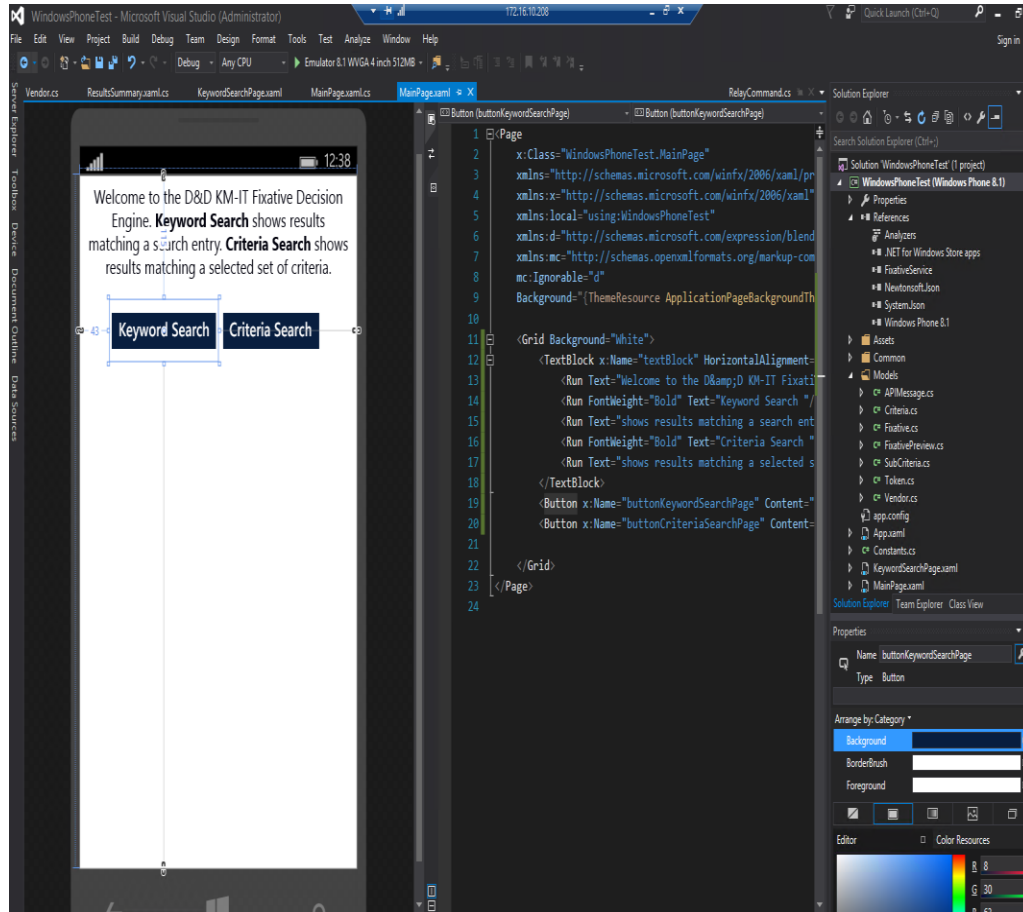 WindowsPhoneTest - Microsoft Visual Studio (Administrator)
172.16.10.208
Quick Launch (Ctrl+Q)
File Edit View Project Build Debug Team Design Format Tools Test Analyze Window Help
Sign in
Debug Any CPU Emulator 8.1 WVGA 4 inch 512MB
Vendor.cs ResultsSummary.xaml.cs KeywordSearchPage.xaml MainPage.xaml.cs MainPage.xaml RelayCommand.cs
Server Explorer
Toolbox
Device
Document Outline
Data Sources
12:38
Welcome to the D&D KM-IT Fixative Decision
Engine. Keyword Search shows results
matching a search entry. Criteria Search shows
results matching a selected set of criteria.
43
Keyword Search
Criteria Search
Button (buttonKeywordSearchPage) Button (buttonKeywordSearchPage)
1 <Page
2 x:Class="WindowsPhoneTest.MainPage"
3 xmlns="http://schemas.microsoft.com/winfx/2006/xaml/pr
4 xmlns:x="http://schemas.microsoft.com/winfx/2006/xaml"
5 xmlns:local="using:WindowsPhoneTest"
6 xmlns:d="http://schemas.microsoft.com/expression/blend
7 xmlns:mc="http://schemas.openxmlformats.org/markup-com
8 mc:Ignorable="d"
9 Background="{ThemeResource ApplicationPageBackgroundTh
10
11 <Grid Background="White">
12 <TextBlock x:Name="textBlock" HorizontalAlignment=
13 <Run Text="Welcome to the D&amp;D KM-IT Fixati
14 <Run FontWeight="Bold" Text="Keyword Search "/
15 <Run Text="shows results matching a search ent
16 <Run FontWeight="Bold" Text="Criteria Search "
17 <Run Text="shows results matching a selected s
18 </TextBlock>
19 <Button x:Name="buttonKeywordSearchPage" Content="
20 <Button x:Name="buttonCriteriaSearchPage" Content=
21
22 </Grid>
23 </Page>
24
Solution Explorer
Search Solution Explorer (Ctrl+;)
Solution 'WindowsPhoneTest' (1 project)
WindowsPhoneTest (Windows Phone 8.1)
Properties
References
Analyzers
.NET for Windows Store apps
FixativeService
Newtonsoft.Json
System.Json
Windows Phone 8.1
Assets
Common
Models
APIMessage.cs
Criteria.cs
Fixative.cs
FixativePreview.cs
SubCriteria.cs
Token.cs
Vendor.cs
app.config
App.xaml
Constants.cs
KeywordSearchPage.xaml
MainPage.xaml
Solution Explorer Team Explorer Class View
Properties
Name buttonKeywordSearchPage
Type Button
Arrange by: Category
Background
BorderBrush
Foreground
Editor Color Resources
R 8
G 30